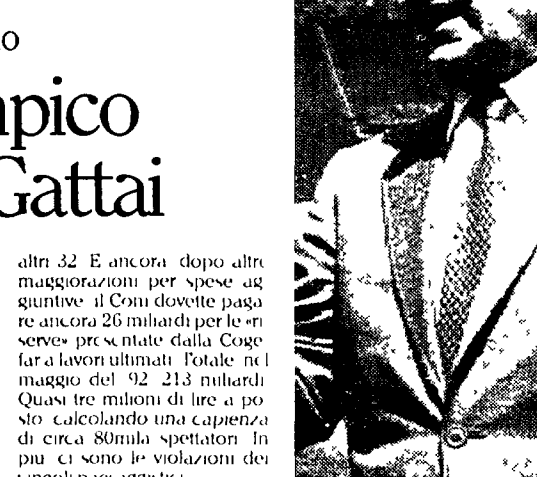 o
pico
Gattai
altri 32 E ancora dopo altre
maggiorazioni per spese ag
giuntive il Coni dovette paga
re ancora 26 miliardi per le «ri
serve» presentate dalla Coge
far a lavori ultimati Totale nel
maggio del 92 213 miliardi
Quasi tre milioni di lire a po
sto calcolando una capienza
di circa 80mila spettatori In
più ci sono le violazioni dei